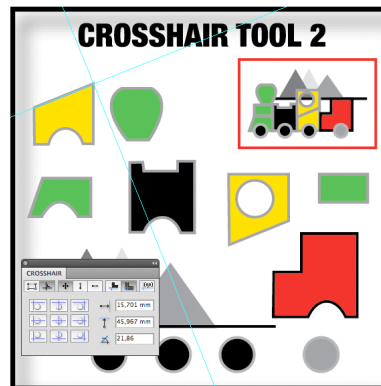 CROSSHAIR TOOL 2
CROSSHAIR
15,701 mm
45,967 mm
21,86